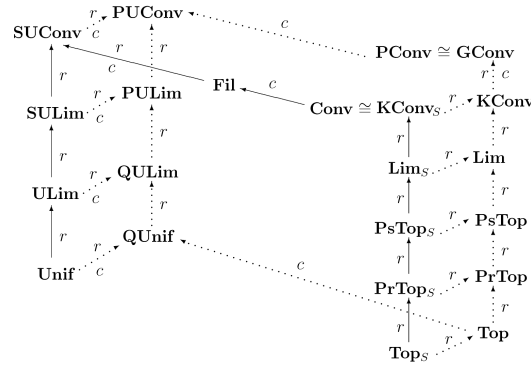 r PUConv
SUConv c
c
r r
PConv ≅ GConv
c
r r c
r PULim Fil c
Conv ≅ KConv_S r KConv
SULim c
r r
r r
r Lim_S r Lim
r QULim
ULim c
r r
r PsTop_S r PsTop
r QUnif
r c
r r
Unif c
PrTop_S r PrTop
r r
Top
Top_S r